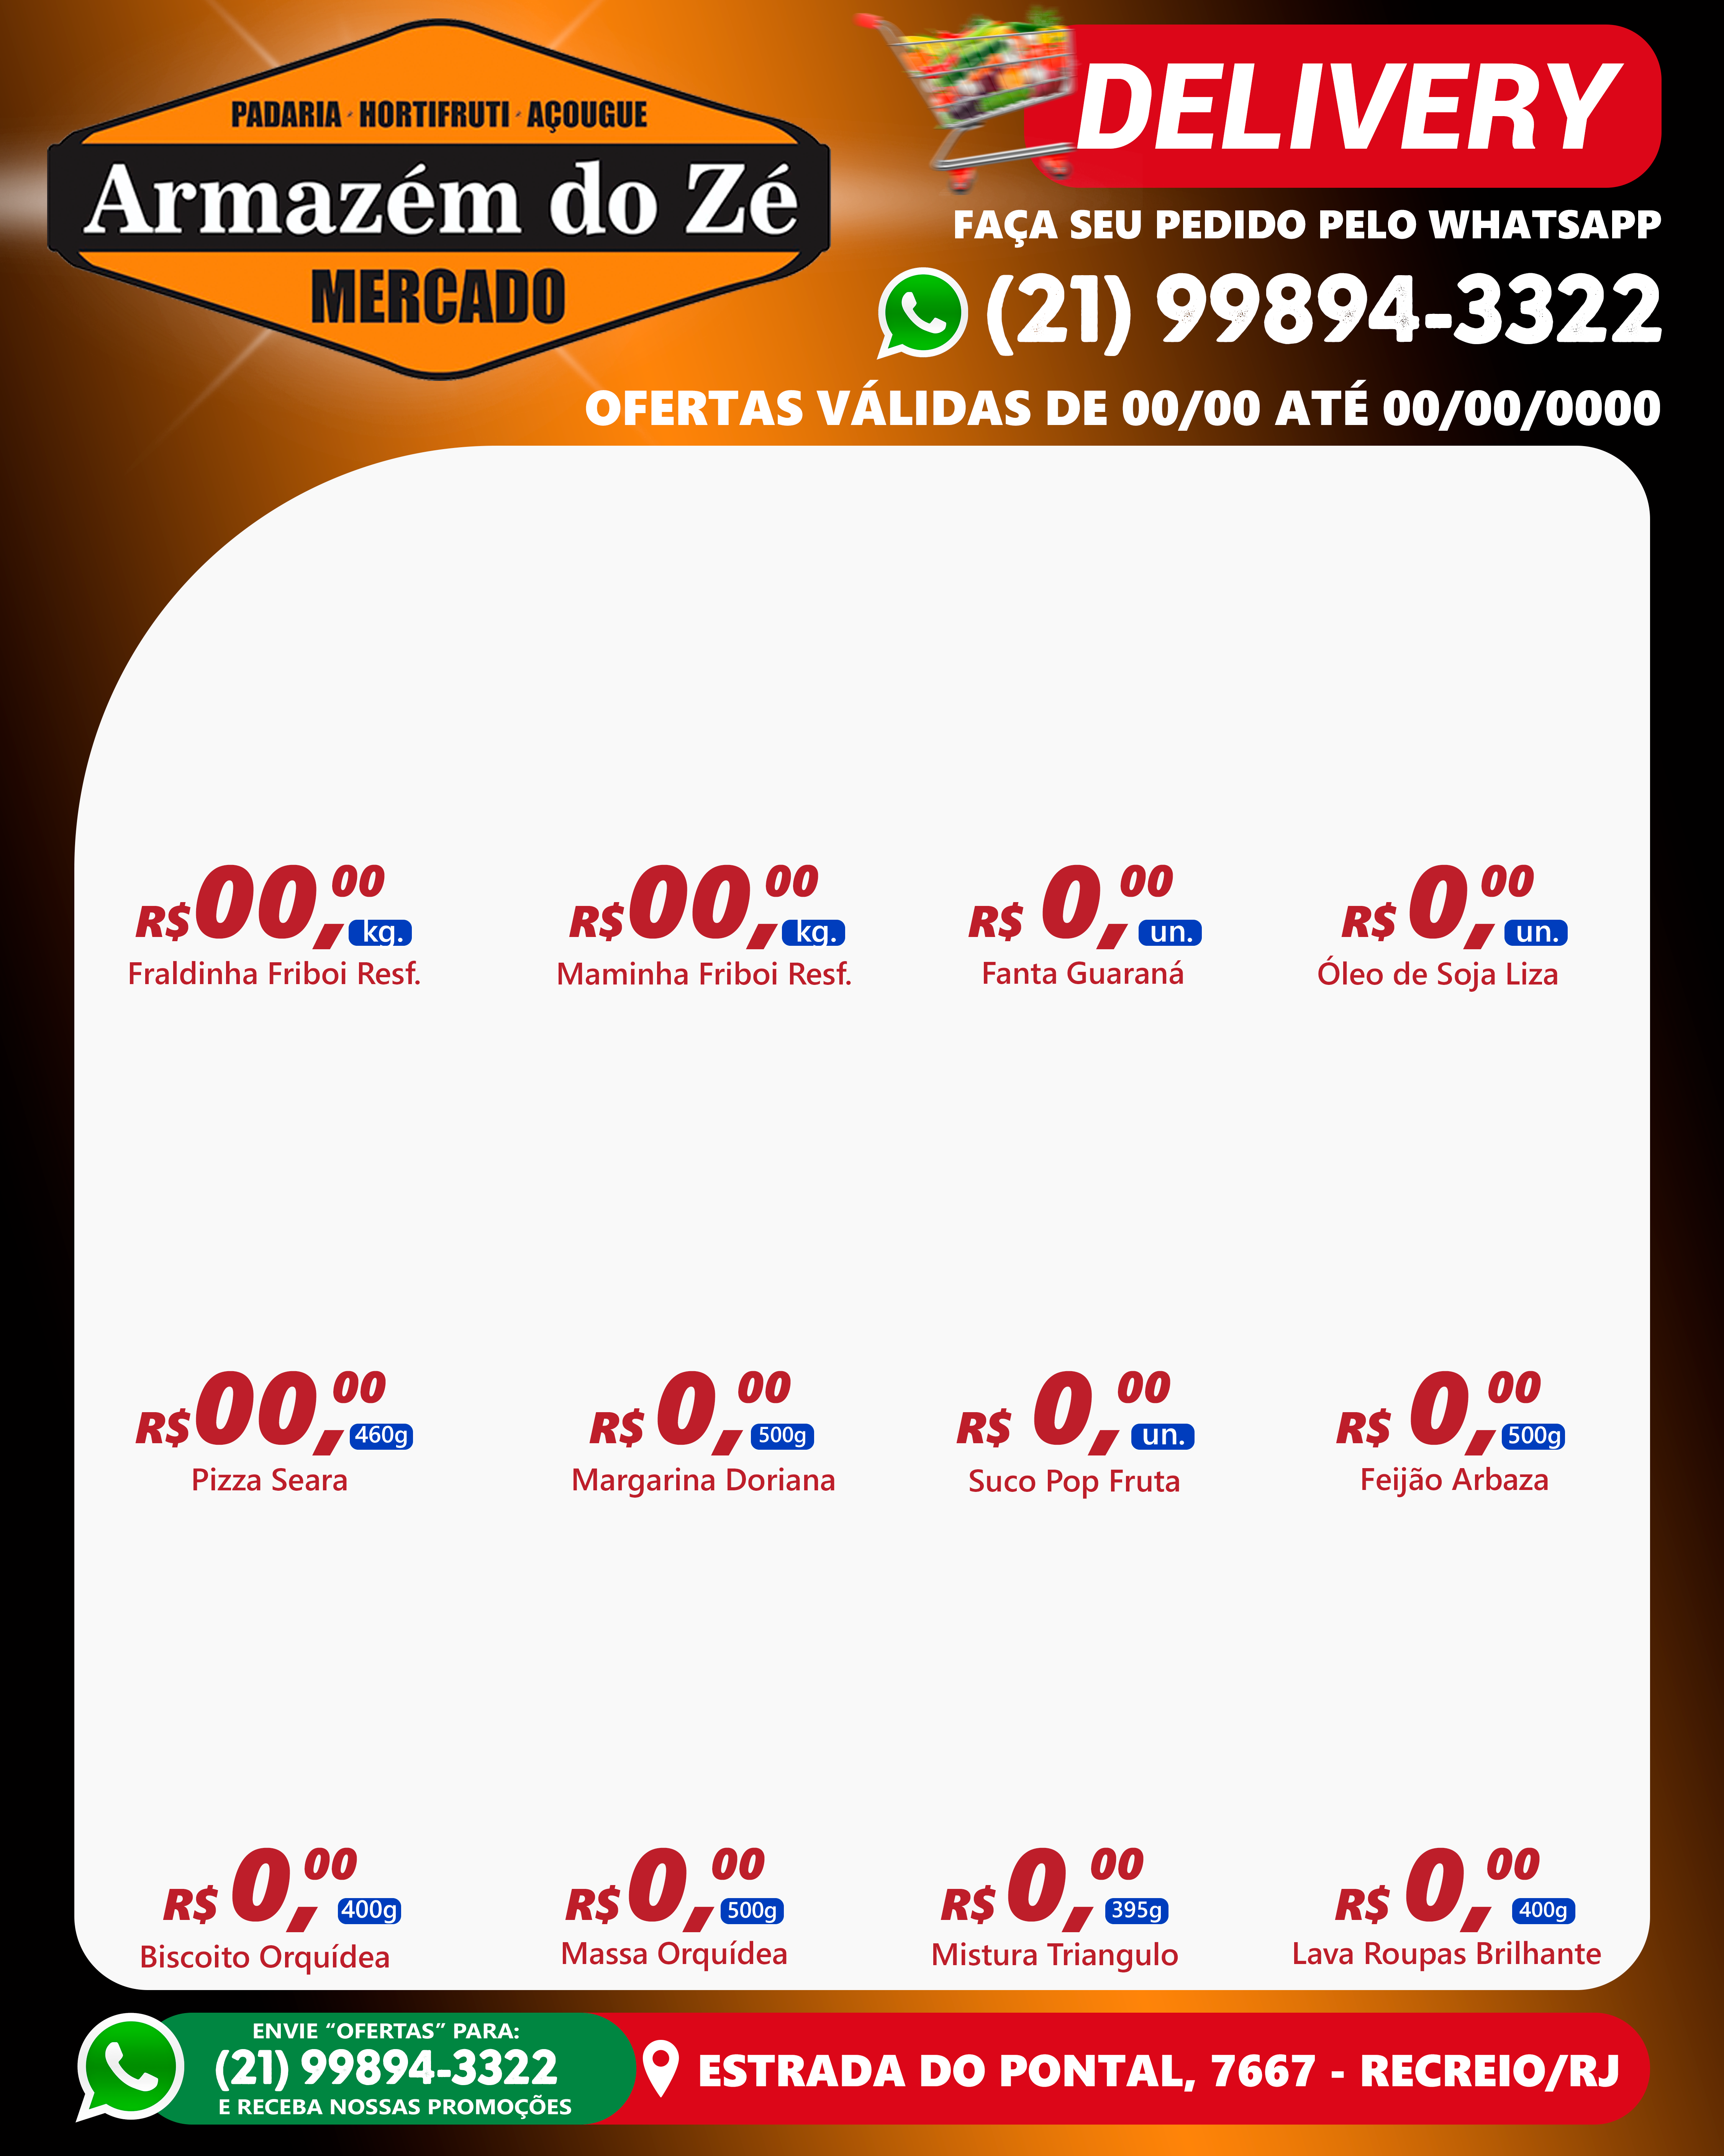 PADARIA · HORTIFRUTI · AÇOUGUE
Armazém do Zé
MERCADO
DELIVERY
FAÇA SEU PEDIDO PELO WHATSAPP
(21) 99894-3322
OFERTAS VÁLIDAS DE 00/00 ATÉ 00/00/0000
R$ 00,00 kg.
Fraldinha Friboi Resf.
R$ 00,00 kg.
Maminha Friboi Resf.
R$ 0,00 un.
Fanta Guaraná
R$ 0,00 un.
Óleo de Soja Liza
R$ 00,00 460g
Pizza Seara
R$ 0,00 500g
Margarina Doriana
R$ 0,00 un.
Suco Pop Fruta
R$ 0,00 500g
Feijão Arbaza
R$ 0,00 400g
Biscoito Orquídea
R$ 0,00 500g
Massa Orquídea
R$ 0,00 395g
Mistura Triangulo
R$ 0,00 400g
Lava Roupas Brilhante
ENVIE “OFERTAS” PARA:
(21) 99894-3322
E RECEBA NOSSAS PROMOÇÕES
ESTRADA DO PONTAL, 7667 - RECREIO/RJ